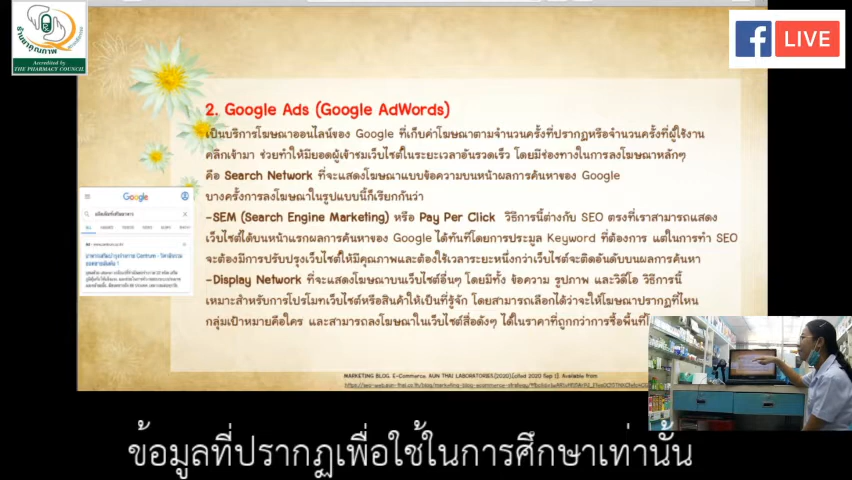 ร้านยาคุณภาพ
Accredited by
THE PHARMACY COUNCIL
f LIVE
2. Google Ads (Google AdWords)
เป็นบริการโฆษณาออนไลน์ของ Google ที่เก็บค่าโฆษณาตามจำนวนครั้งที่ปรากฏหรือจำนวนครั้งที่ผู้ใช้งาน
คลิกเข้ามา ช่วยทำให้มียอดผู้เข้าชมเว็บไซต์ในระยะเวลาอันรวดเร็ว โดยมีช่องทางในการลงโฆษณาหลักๆ
คือ Search Network ที่จะแสดงโฆษณาแบบข้อความบนหน้าผลการค้นหาของ Google
บางครั้งการลงโฆษณาในรูปแบบนี้ก็เรียกกันว่า
-SEM (Search Engine Marketing) หรือ Pay Per Click วิธีการนี้ต่างกับ SEO ตรงที่เราสามารถแสดง
เว็บไซต์ได้บนหน้าแรกผลการค้นหาของ Google ได้ทันทีโดยการประมูล Keyword ที่ต้องการ แต่ในการทำ SEO
จะต้องมีการปรับปรุงเว็บไซต์ให้มีคุณภาพและต้องใช้เวลาระยะหนึ่งกว่าเว็บไซต์จะติดอันดับบนผลการค้นหา
-Display Network ที่จะแสดงโฆษณาบนเว็บไซต์อื่นๆ โดยมีทั้ง ข้อความ รูปภาพ และวีดีโอ วิธีการนี้
เหมาะสำหรับการโปรโมทเว็บไซต์หรือสินค้าให้เป็นที่รู้จัก โดยสามารถเลือกได้ว่าจะให้โฆษณาปรากฏที่ไหน
กลุ่มเป้าหมายคือใคร และสามารถลงโฆษณาในเว็บไซต์สื่อดังๆ ได้ในราคาที่ถูกกว่าการซื้อพื้นที่
Google
MARKETING BLOG. E-Commerce. AUN THAI LABORATORIES.(2020).[cited 2020 Sep 1]. Available from
ข้อมูลที่ปรากฏเพื่อใช้ในการศึกษาเท่านั้น